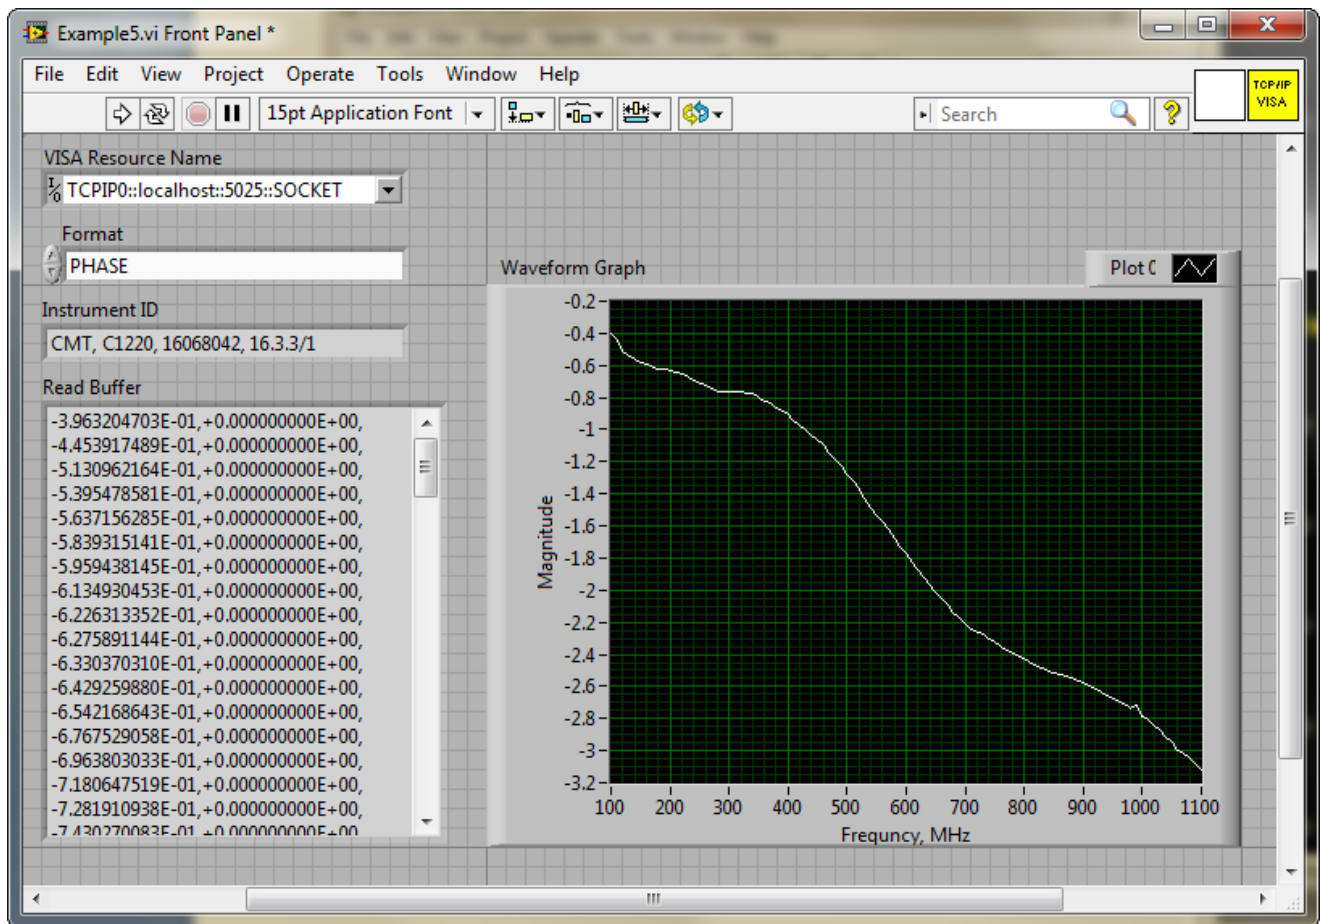 Example5.vi Front Panel *
File Edit View Project Operate Tools Window Help
15pt Application Font
Search
?
TCP/IP
VISA
VISA Resource Name
I/O TCPIP0::localhost::5025::SOCKET
Format
PHASE
Instrument ID
CMT, C1220, 16068042, 16.3.3/1
Read Buffer
-3.963204703E-01,+0.000000000E+00,
-4.453917489E-01,+0.000000000E+00,
-5.130962164E-01,+0.000000000E+00,
-5.395478581E-01,+0.000000000E+00,
-5.637156285E-01,+0.000000000E+00,
-5.839315141E-01,+0.000000000E+00,
-5.959438145E-01,+0.000000000E+00,
-6.134930453E-01,+0.000000000E+00,
-6.226313352E-01,+0.000000000E+00,
-6.275891144E-01,+0.000000000E+00,
-6.330370310E-01,+0.000000000E+00,
-6.429259880E-01,+0.000000000E+00,
-6.542168643E-01,+0.000000000E+00,
-6.767529058E-01,+0.000000000E+00,
-6.963803033E-01,+0.000000000E+00,
-7.180647519E-01,+0.000000000E+00,
-7.281910938E-01,+0.000000000E+00,
-7.430270083E-01,+0.000000000E+00,
Waveform Graph
Plot 0
Magnitude
-0.2
-0.4
-0.6
-0.8
-1
-1.2
-1.4
-1.6
-1.8
-2
-2.2
-2.4
-2.6
-2.8
-3
-3.2
100 200 300 400 500 600 700 800 900 1000 1100
Frequncy, MHz